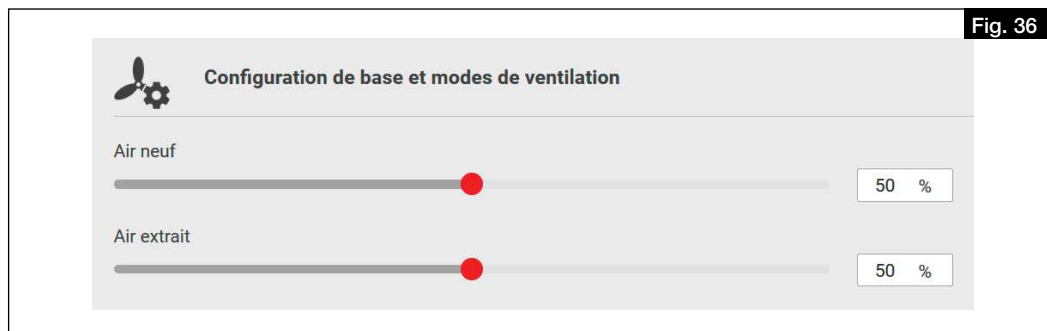 Fig. 36
Configuration de base et modes de ventilation
Air neuf
50 %
Air extrait
50 %